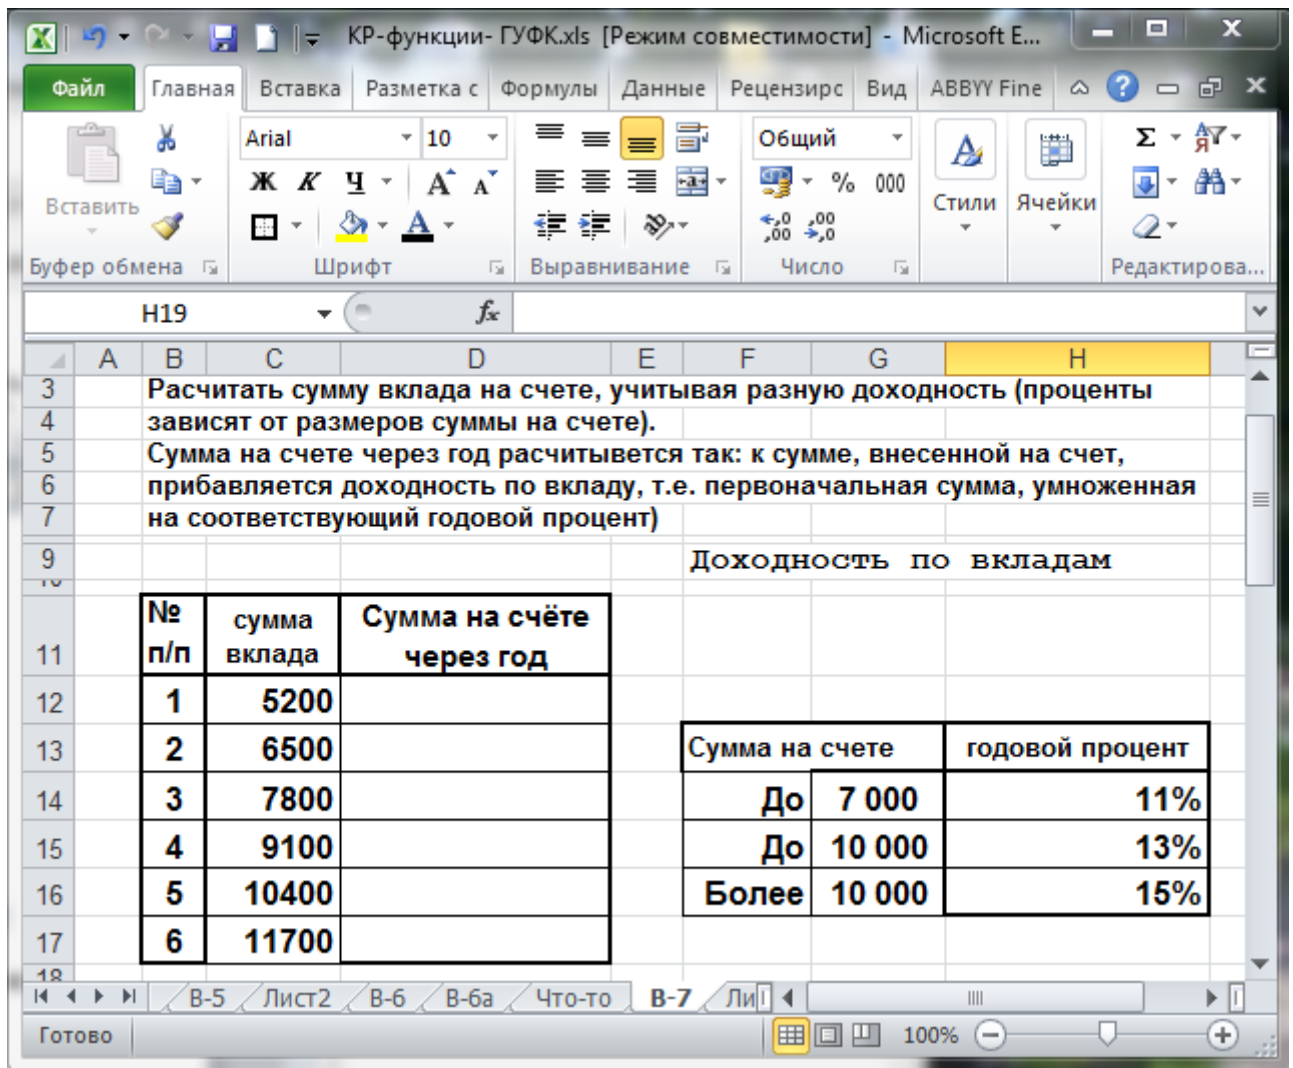 КР-функции- ГУФК.xls [Режим совместимости] - Microsoft E...
Файл Главная Вставка Разметка с Формулы Данные Рецензирс Вид ABBYY Fine
Arial 10 Общий
Ж К Ч % 000
Вставить Стили Ячейки
Буфер обмена Шрифт Выравнивание Число Редактирова...
H19 fx
A B C D E F G H
3 Расчитать сумму вклада на счете, учитывая разную доходность (проценты
4 зависят от размеров суммы на счете).
5 Сумма на счете через год расчитывется так: к сумме, внесенной на счет,
6 прибавляется доходность по вкладу, т.е. первоначальная сумма, умноженная
7 на соответствующий годовой процент)
9 Доходность по вкладам
№ сумма Сумма на счёте
11 п/п вклада через год
12 1 5200
13 2 6500 Сумма на счете годовой процент
14 3 7800 До 7 000 11%
15 4 9100 До 10 000 13%
16 5 10400 Более 10 000 15%
17 6 11700
18
В-5 Лист2 В-6 В-6а Что-то В-7 Ли
Готово 100%